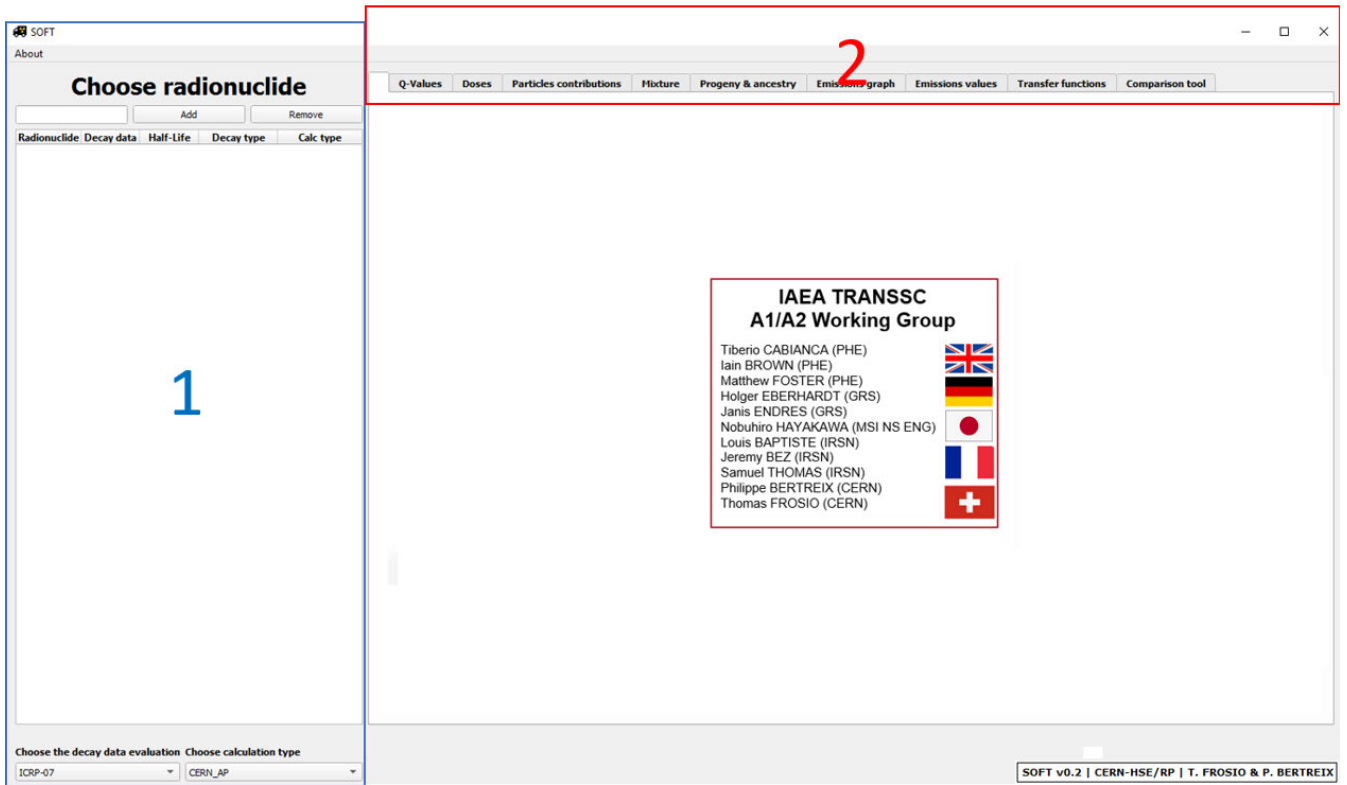 SOFT
About
2
Choose radionuclide
Q-Values Doses Particles contributions Mixture Progeny & ancestry Emissions graph Emissions values Transfer functions Comparison tool
Add Remove
Radionuclide Decay data Half-Life Decay type Calc type
1
IAEA TRANSSC
A1/A2 Working Group
Tiberio CABIANCA (PHE)
Iain BROWN (PHE)
Matthew FOSTER (PHE)
Holger EBERHARDT (GRS)
Janis ENDRES (GRS)
Nobuhiro HAYAKAWA (MSI NS ENG)
Louis BAPTISTE (IRSN)
Jeremy BEZ (IRSN)
Samuel THOMAS (IRSN)
Philippe BERTREIX (CERN)
Thomas FROSIO (CERN)
Choose the decay data evaluation Choose calculation type
ICRP-07 CERN_AP
SOFT v0.2 | CERN-HSE/RP | T. FROSIO & P. BERTREIX